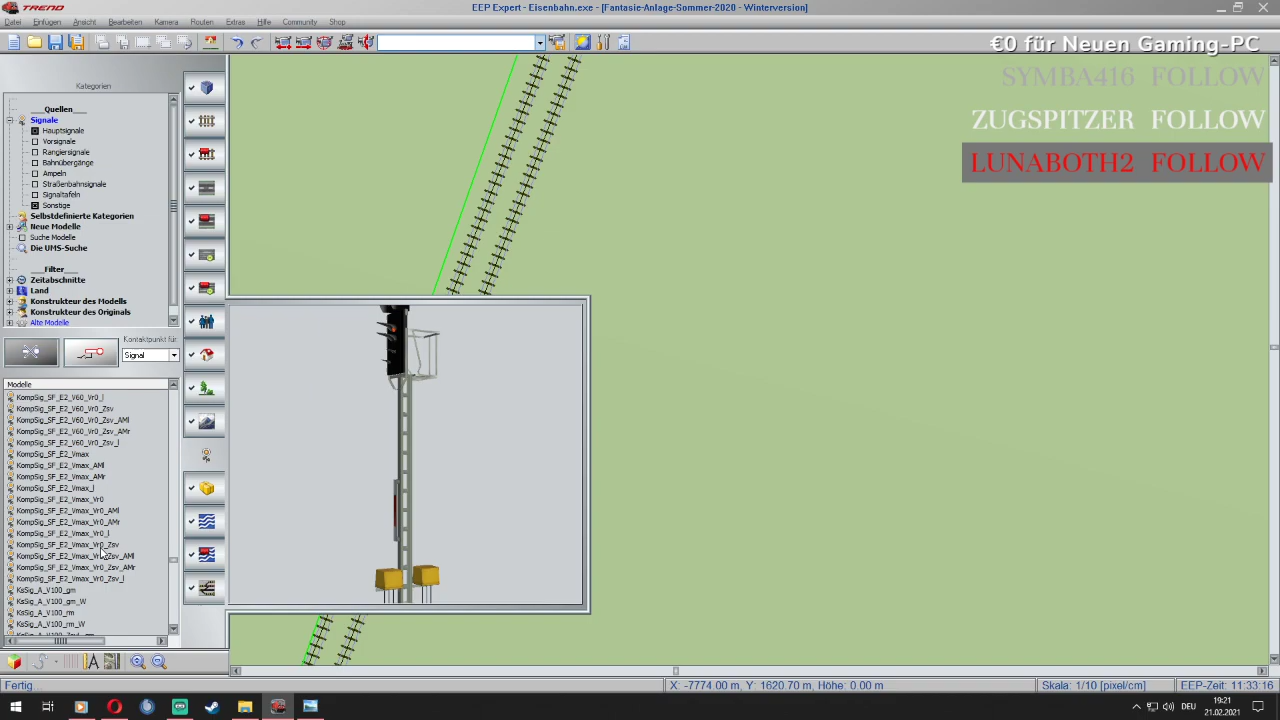 TREND
EEP Expert - Eisenbahn.exe - [Fantasie-Anlage-Sommer-2020 - Winterversion]
Datei Einfügen Ansicht Bearbeiten Kamera Routen Extras Hilfe Community Shop
€0 für Neuen Gaming-PC
SYMBA416 FOLLOW
ZUGSPITZER FOLLOW
LUNABOTH2 FOLLOW
Kategorien
___Quellen___
Signale
Hauptsignale
Vorsignale
Rangiersignale
Bahnübergänge
Ampeln
Straßenbahnsignale
Signaltafeln
Sonstige
Selbstdefinierte Kategorien
Neue Modelle
Suche Modelle
Die UMS-Suche
___Filter___
Zeitabschnitte
Land
Konstrukteur des Modells
Konstrukteur des Originals
Alte Modelle
Kontaktpunkt für
Signal
Modelle
KompSig_SF_E2_V60_Vr0_l
KompSig_SF_E2_V60_Vr0_Zsv
KompSig_SF_E2_V60_Vr0_Zsv_AMl
KompSig_SF_E2_V60_Vr0_Zsv_AMr
KompSig_SF_E2_V60_Vr0_Zsv_l
KompSig_SF_E2_Vmax
KompSig_SF_E2_Vmax_AMl
KompSig_SF_E2_Vmax_AMr
KompSig_SF_E2_Vmax_l
KompSig_SF_E2_Vmax_Vr0
KompSig_SF_E2_Vmax_Vr0_AMl
KompSig_SF_E2_Vmax_Vr0_AMr
KompSig_SF_E2_Vmax_Vr0_l
KompSig_SF_E2_Vmax_Vr0_Zsv
KompSig_SF_E2_Vmax_Vr0_Zsv_AMl
KompSig_SF_E2_Vmax_Vr0_Zsv_AMr
KompSig_SF_E2_Vmax_Vr0_Zsv_l
KsSig_A_V100_gm
KsSig_A_V100_gm_W
KsSig_A_V100_rm
KsSig_A_V100_rm_W
Fertig...
X: -7774.00 m, Y: 1620.70 m, Höhe: 0.00 m
Skala: 1/10 [pixel/cm]
EEP-Zeit: 11:33:16
DEU
19:21
21.02.2021